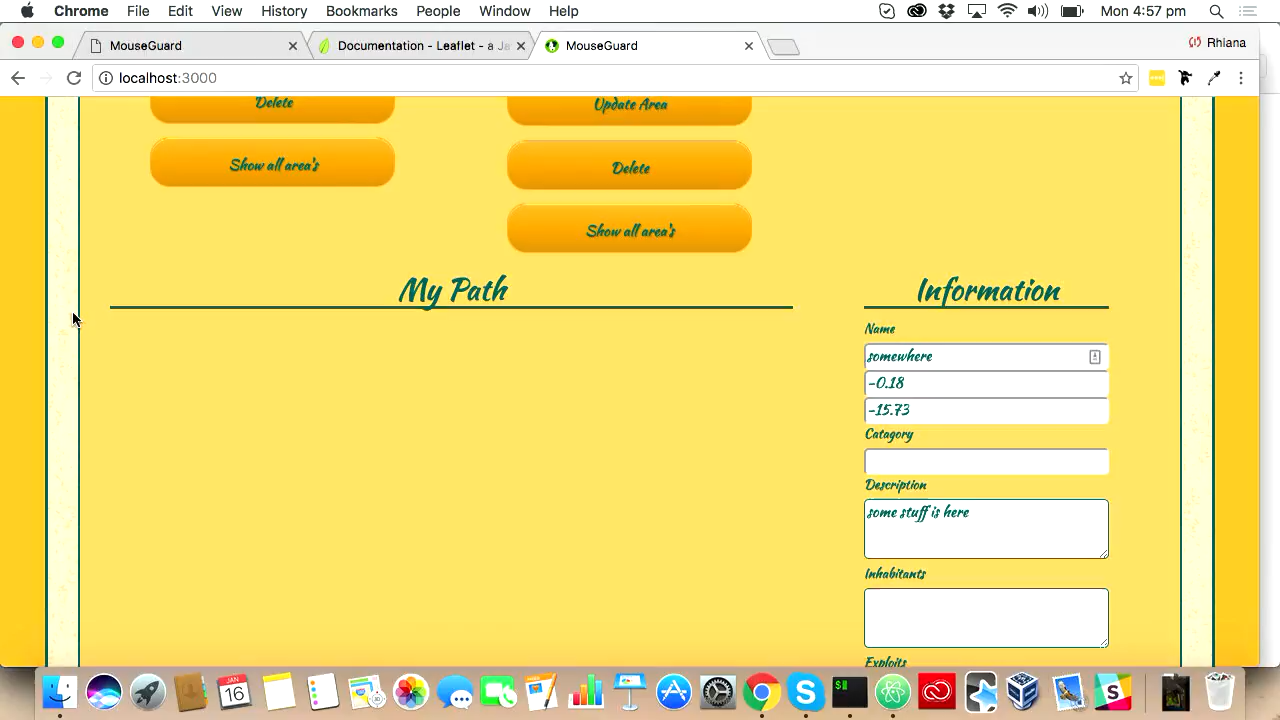 Chrome File Edit View History Bookmarks People Window Help Mon 4:57 pm
MouseGuard Documentation - Leaflet - a Ja MouseGuard Rhiana
localhost:3000
Delete
Update Area
Show all area's
Delete
Show all area's
My Path
Information
Name
somewhere
-0.18
-15.73
Catagory
Description
some stuff is here
Inhabitants
Exploits
JAN
16